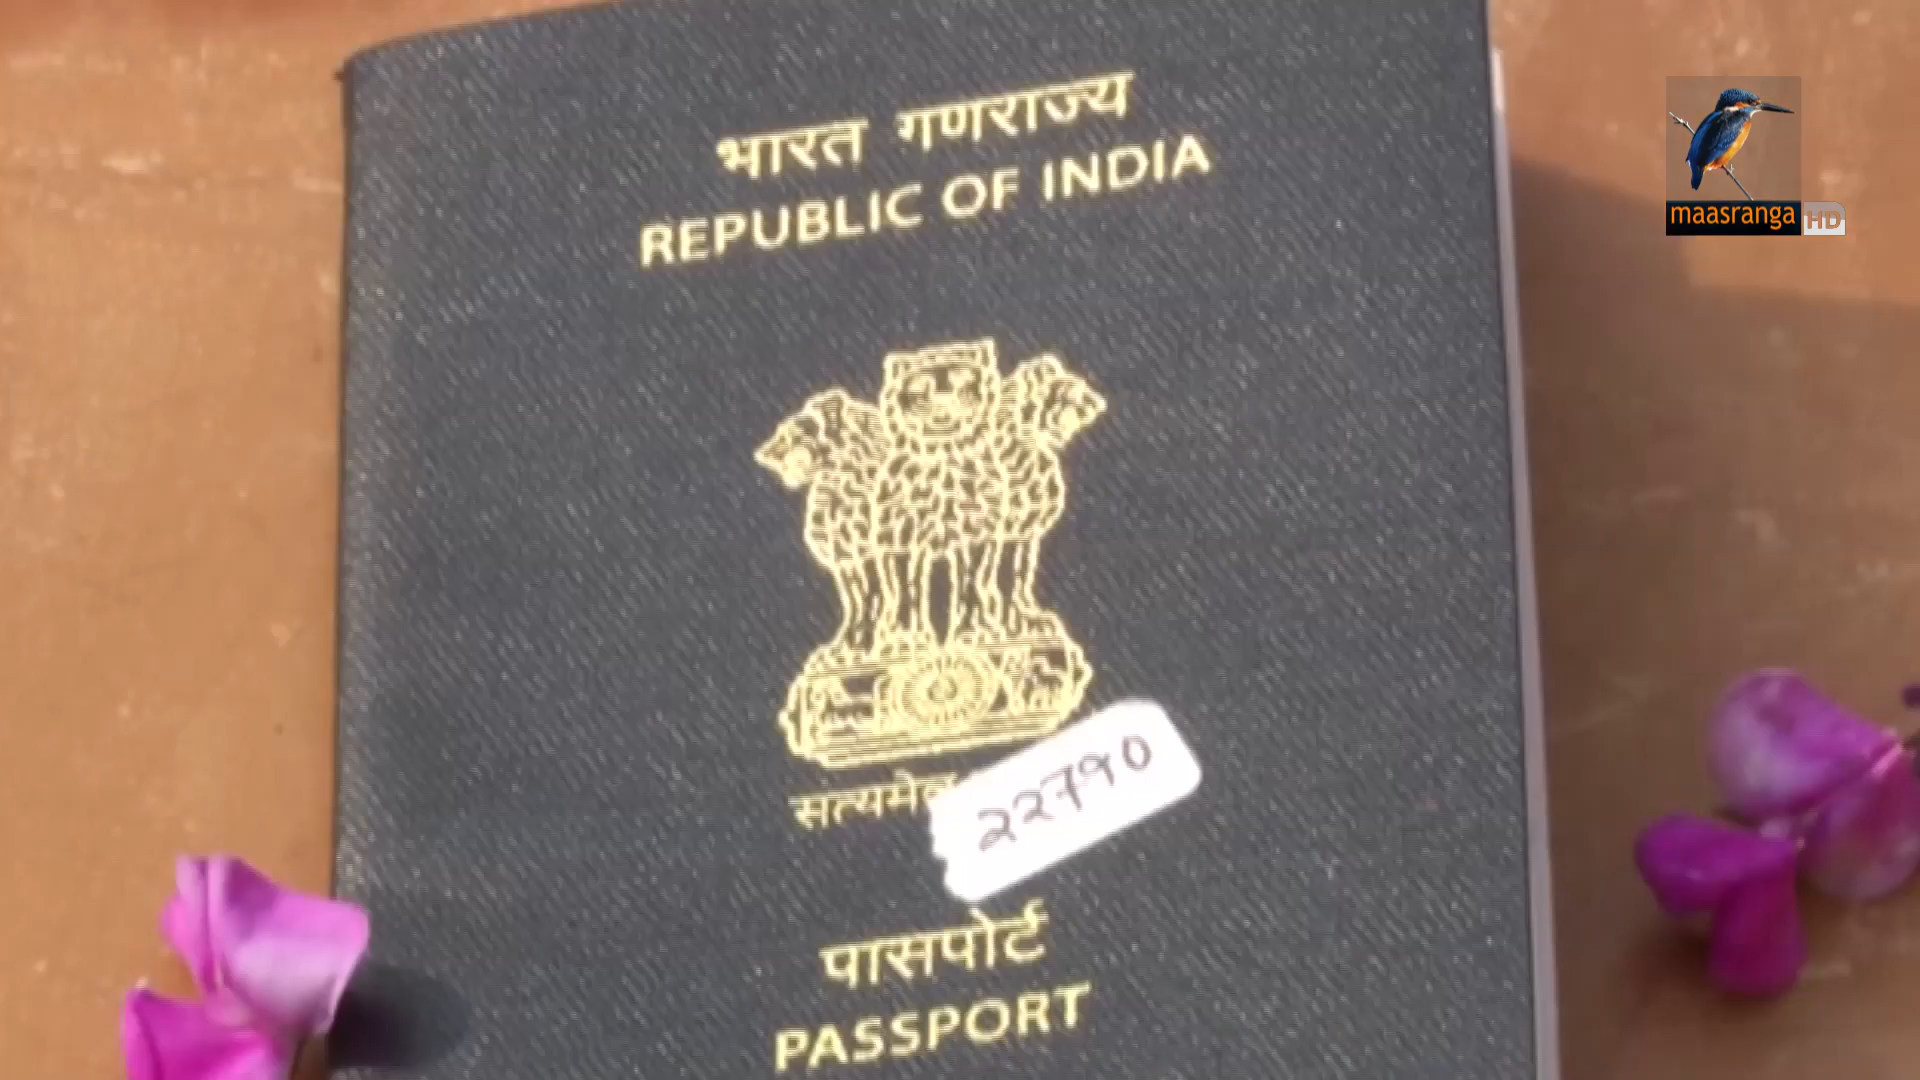 भारत गणराज्य
REPUBLIC OF INDIA
maasranga HD
22790
पासपोर्ट
PASSPORT